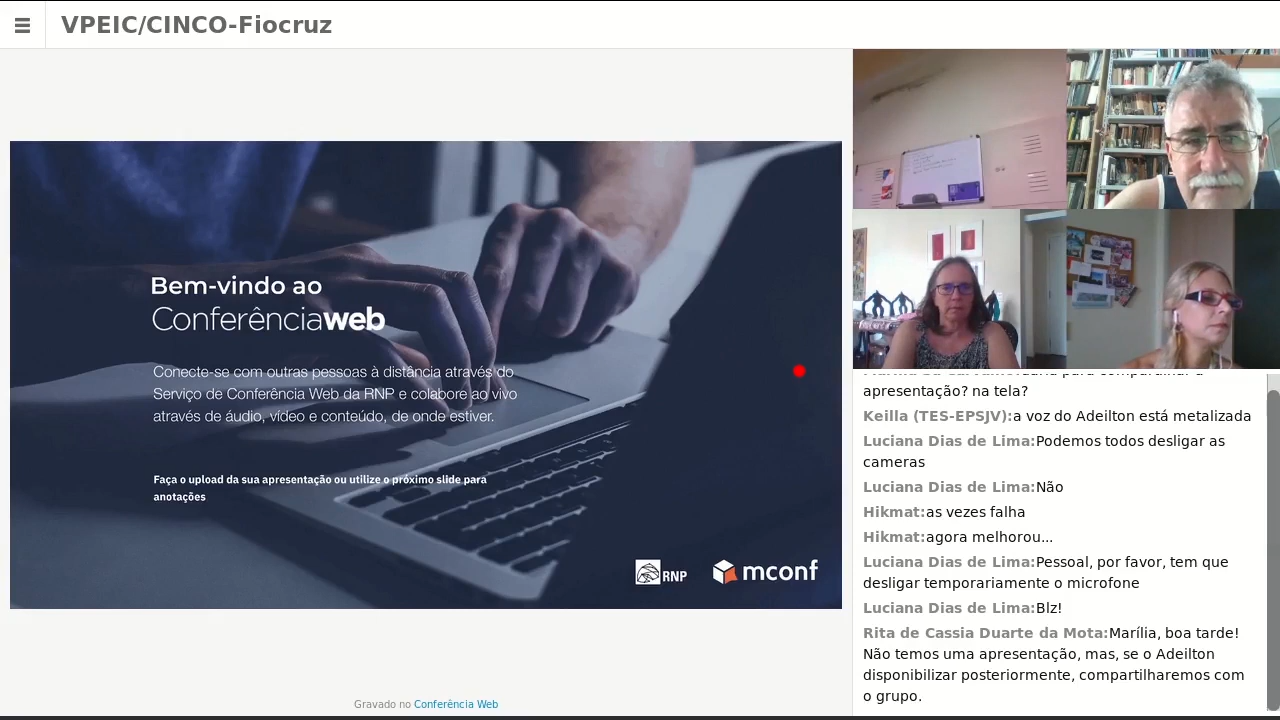 VPEIC/CINCO-Fiocruz
Bem-vindo ao
Conferênciaweb
Conecte-se com outras pessoas à distância através do
Serviço de Conferência Web da RNP e colabore ao vivo
através de áudio, vídeo e conteúdo, de onde estiver.
Faça o upload da sua apresentação ou utilize o próximo slide para
anotações
RNP
mconf
Gravado no Conferência Web
apresentação? na tela?
Keilla (TES-EPSJV):a voz do Adeilton está metalizada
Luciana Dias de Lima:Podemos todos desligar as
cameras
Luciana Dias de Lima:Não
Hikmat:as vezes falha
Hikmat:agora melhorou...
Luciana Dias de Lima:Pessoal, por favor, tem que
desligar temporariamente o microfone
Luciana Dias de Lima:Blz!
Rita de Cassia Duarte da Mota:Marília, boa tarde!
Não temos uma apresentação, mas, se o Adeilton
disponibilizar posteriormente, compartilharemos com
o grupo.